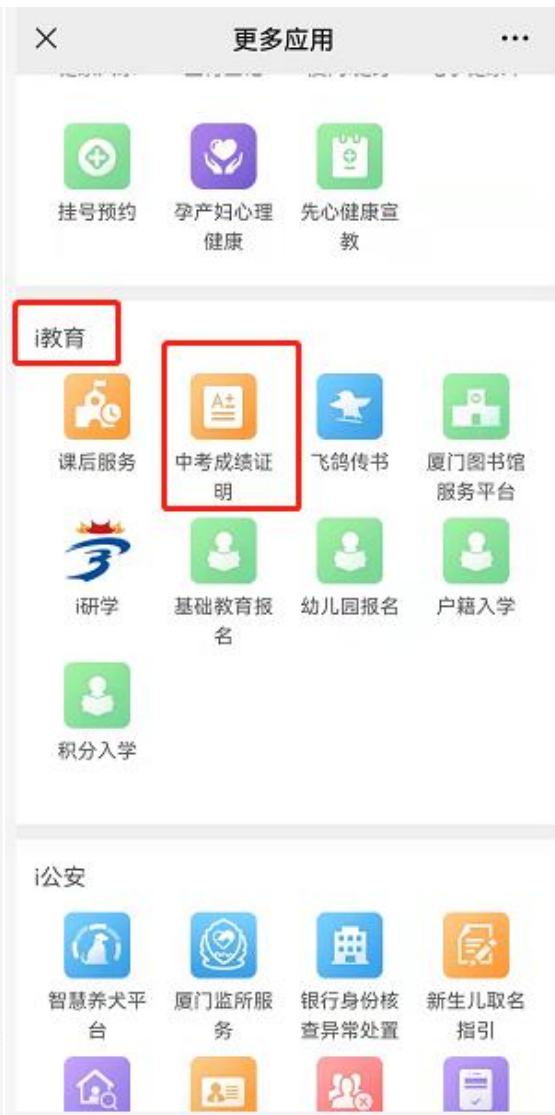 更多应用
挂号预约 孕产妇心理 先心健康宣
健康 教
i教育
A±
课后服务 中考成绩证 飞鸽传书 厦门图书馆
明 服务平台
i研学 基础教育报 幼儿园报名 户籍入学
名
积分入学
i公安
智慧养犬平 厦门监所服 银行身份核 新生儿取名
台 务 查异常处置 指引